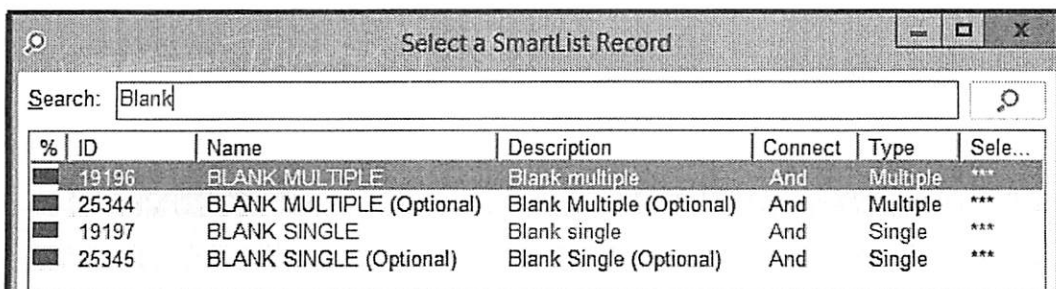 Select a SmartList Record
Search: Blank
% ID Name Description Connect Type Sele...
19196 BLANK MULTIPLE Blank multiple And Multiple ***
25344 BLANK MULTIPLE (Optional) Blank Multiple (Optional) And Multiple ***
19197 BLANK SINGLE Blank single And Single ***
25345 BLANK SINGLE (Optional) Blank Single (Optional) And Single ***